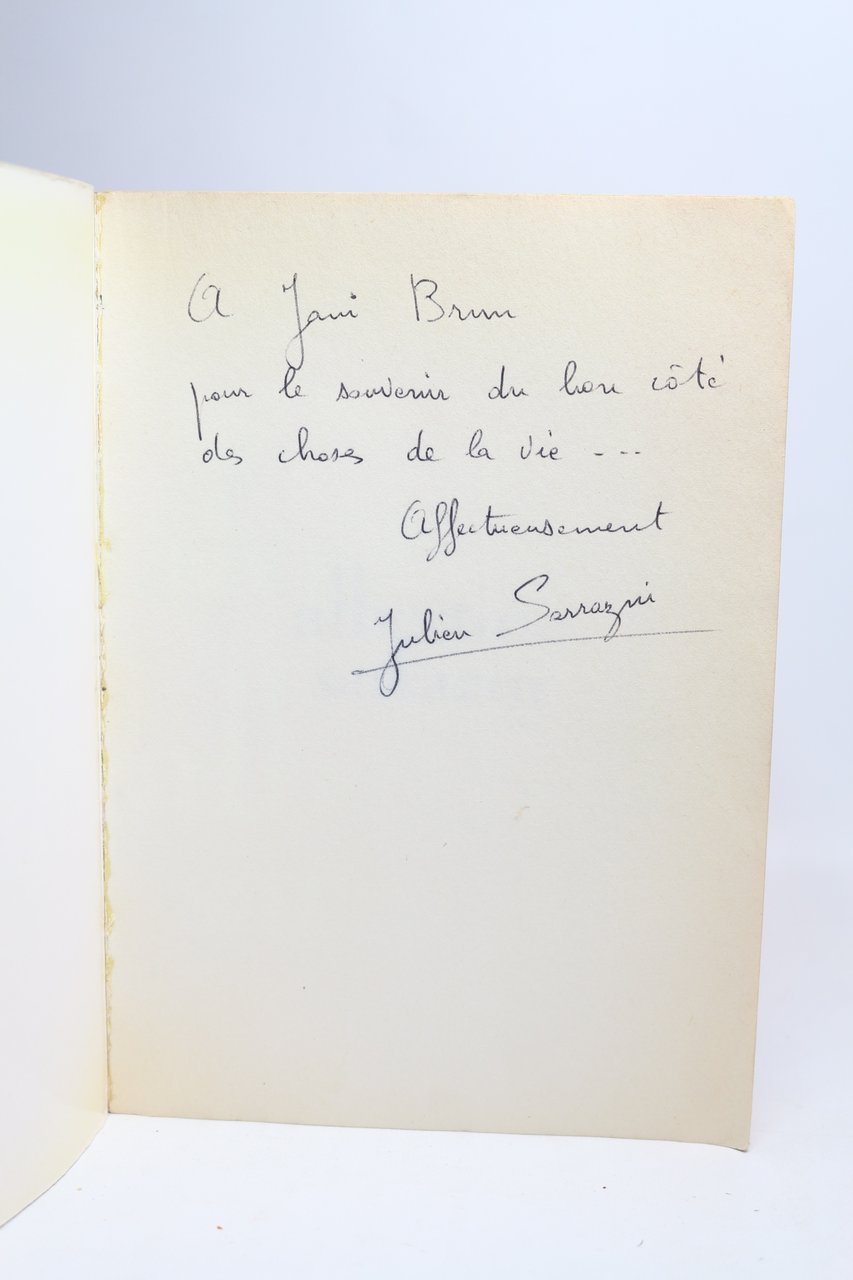 A Jani Brun
pour le souvenir du bon côté
des choses de la vie ...
Affectueusement
Julien Sarrazin